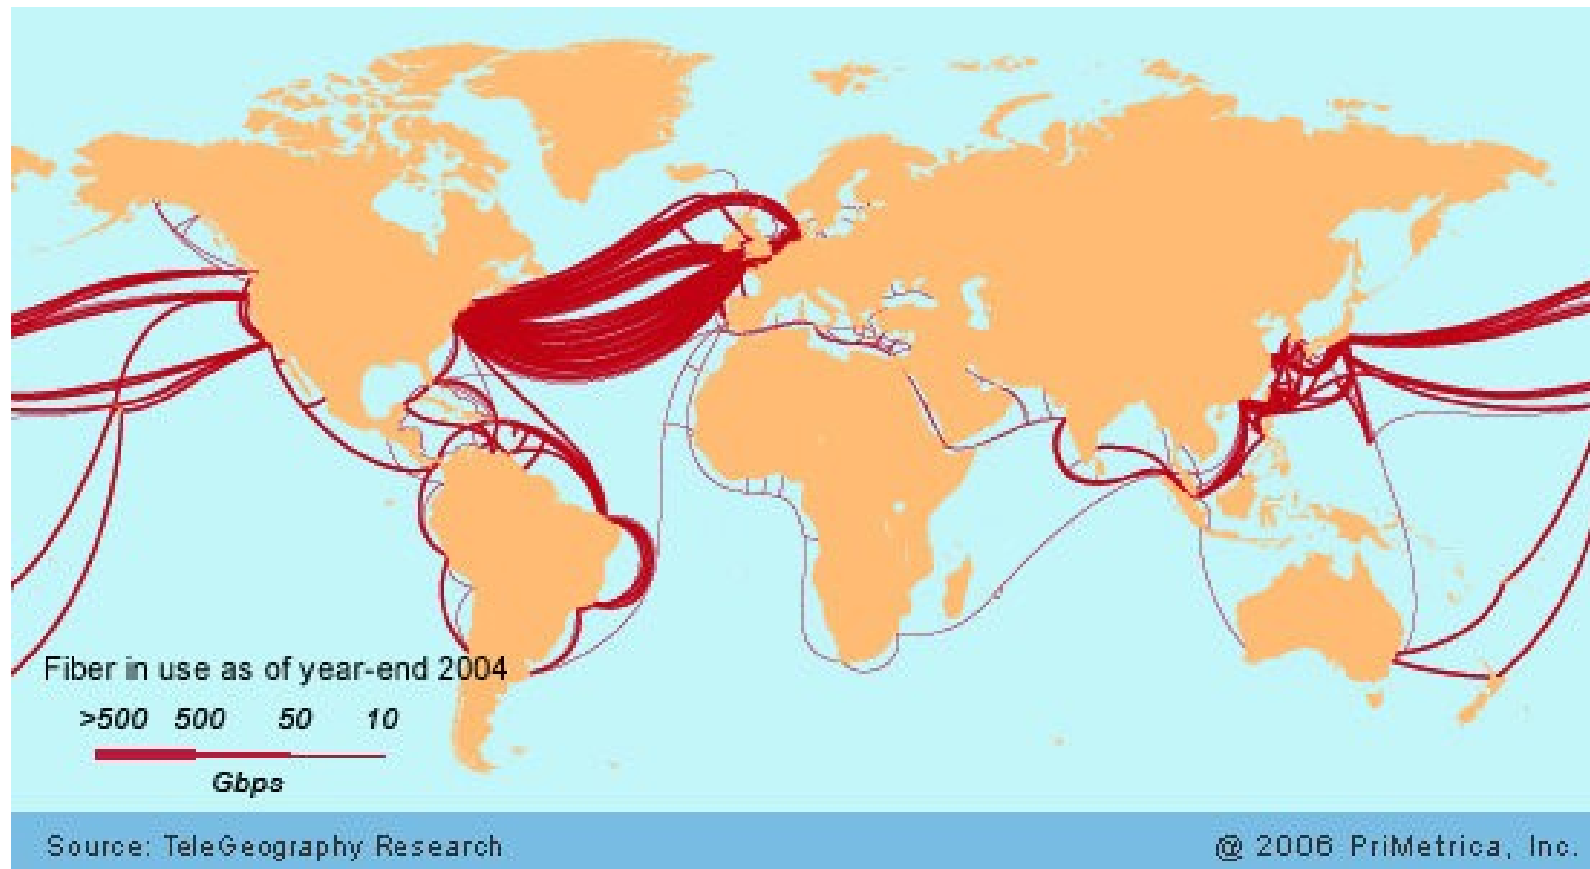 Fiber in use as of year-end 2004
>500 500 50 10
Gbps
Source: TeleGeography Research
@ 2006 PriMetrica, Inc.